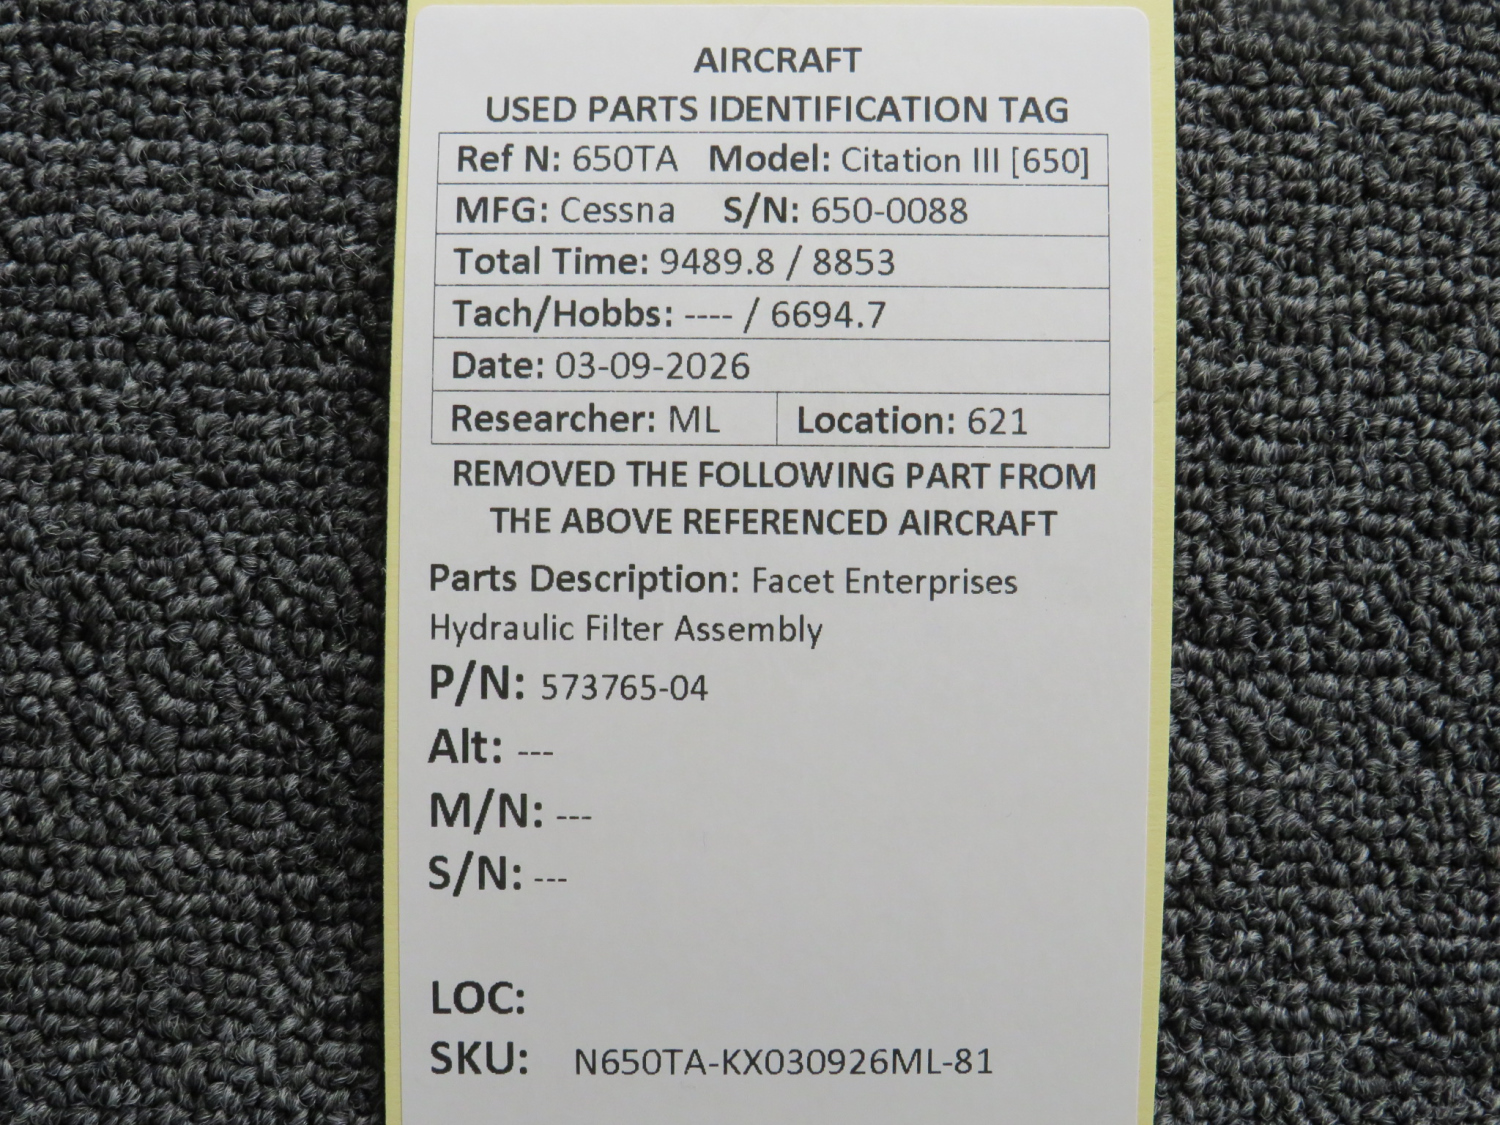 AIRCRAFT
USED PARTS IDENTIFICATION TAG
Ref N: 650TA Model: Citation III [650]
MFG: Cessna S/N: 650-0088
Total Time: 9489.8 / 8853
Tach/Hobbs: ---- / 6694.7
Date: 03-09-2026
Researcher: ML Location: 621
REMOVED THE FOLLOWING PART FROM
THE ABOVE REFERENCED AIRCRAFT
Parts Description: Facet Enterprises
Hydraulic Filter Assembly
P/N: 573765-04
Alt: ---
M/N: ---
S/N: ---
LOC:
SKU: N650TA-KX030926ML-81